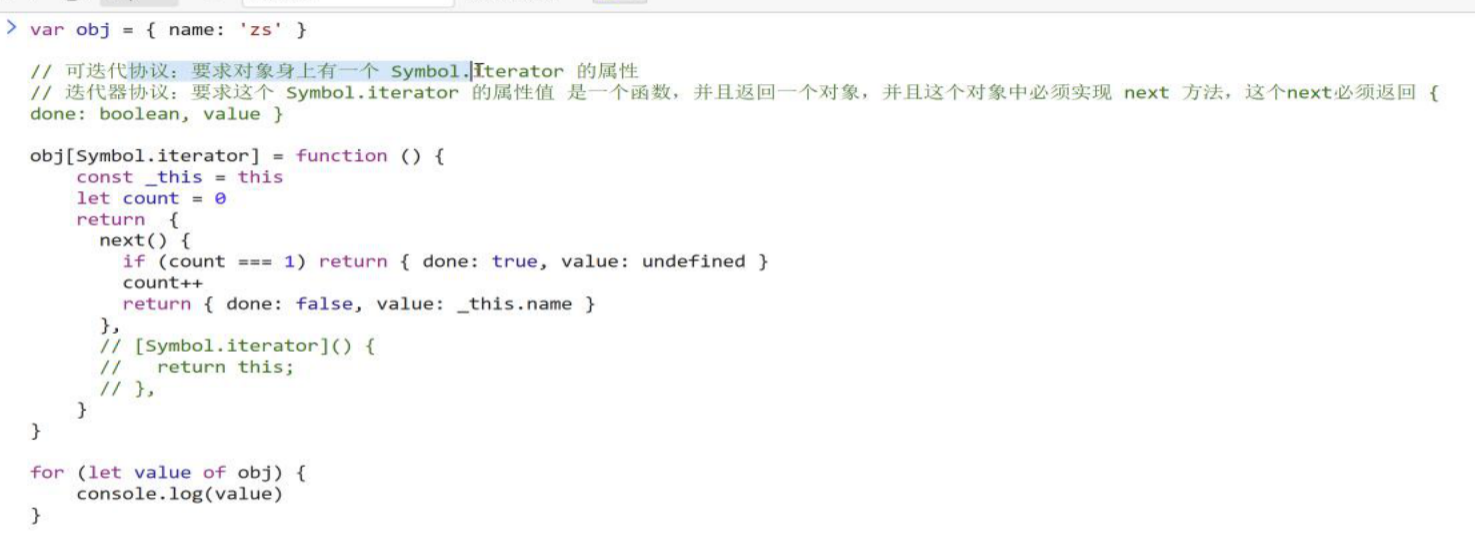 var obj = { name: 'zs' }
// 可迭代协议：要求对象身上有一个 Symbol.Iterator 的属性
// 迭代器协议：要求这个 Symbol.iterator 的属性值 是一个函数，并且返回一个对象，并且这个对象中必须实现 next 方法，这个next必须返回 {
done: boolean, value }
obj[Symbol.iterator] = function () {
const _this = this
let count = 0
return  {
next() {
if (count === 1) return { done: true, value: undefined }
count++
return { done: false, value: _this.name }
},
// [Symbol.iterator]() {
//   return this;
// },
}
}
for (let value of obj) {
console.log(value)
}